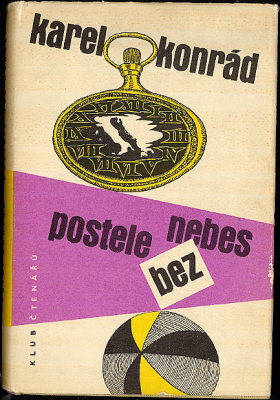 karel konrád
postele bez nebes
KLUB ČTENÁŘŮ